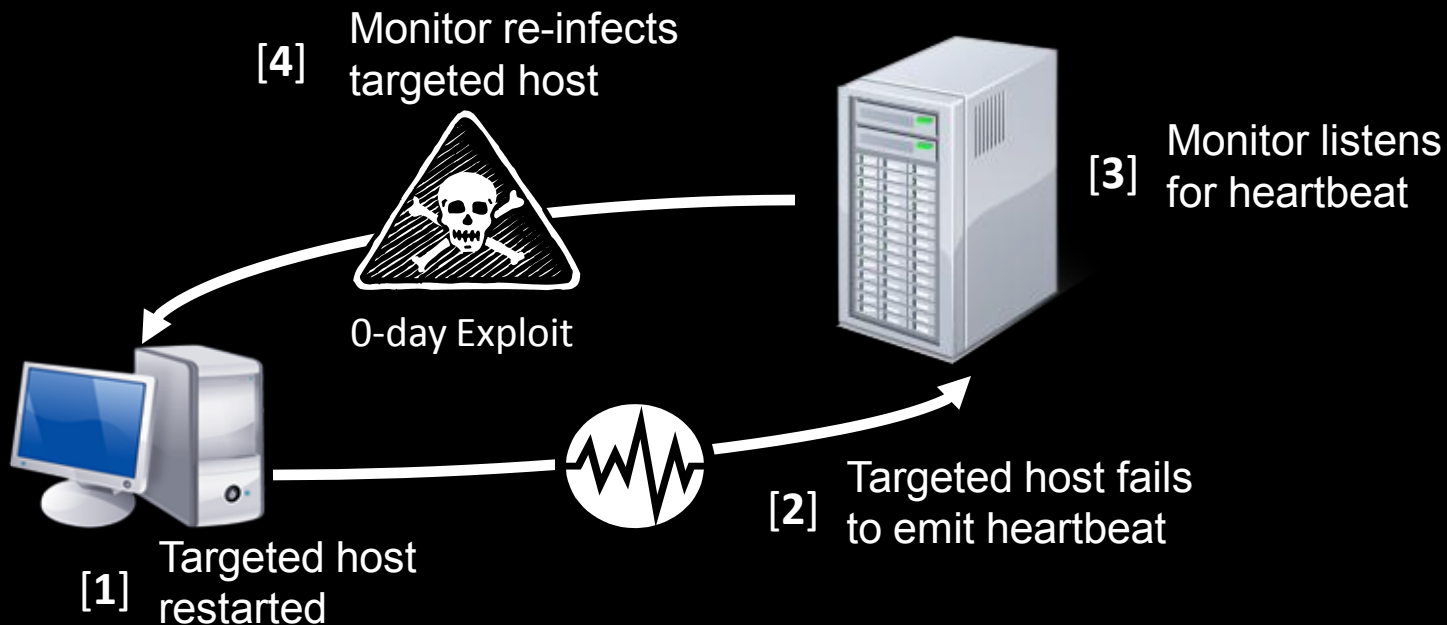 [4]
Monitor re-infects
targeted host
0-day Exploit
[3]
Monitor listens
for heartbeat
[2]
Targeted host fails
to emit heartbeat
[1]
Targeted host
restarted